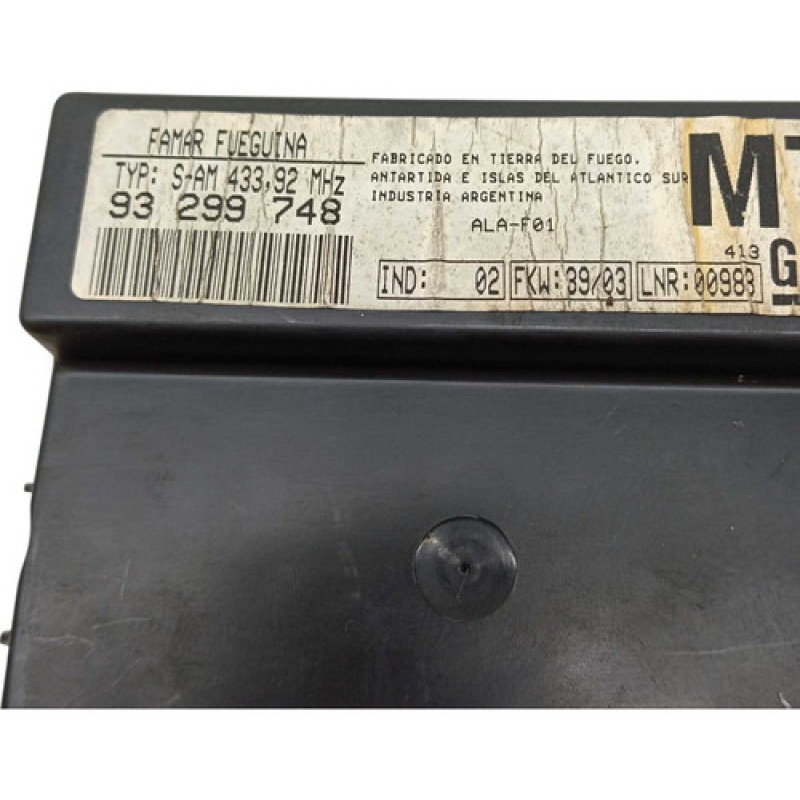 FAMAR FUEGUINA
TYP: S-AM 433,92 MHz
93 299 748
FABRICADO EN TIERRA DEL FUEGO.
ANTARTIDA E ISLAS DEL ATLANTICO SUR
INDUSTRIA ARGENTINA
ALA-F01
413
IND: 02 FKW:39/03 LNR:00983